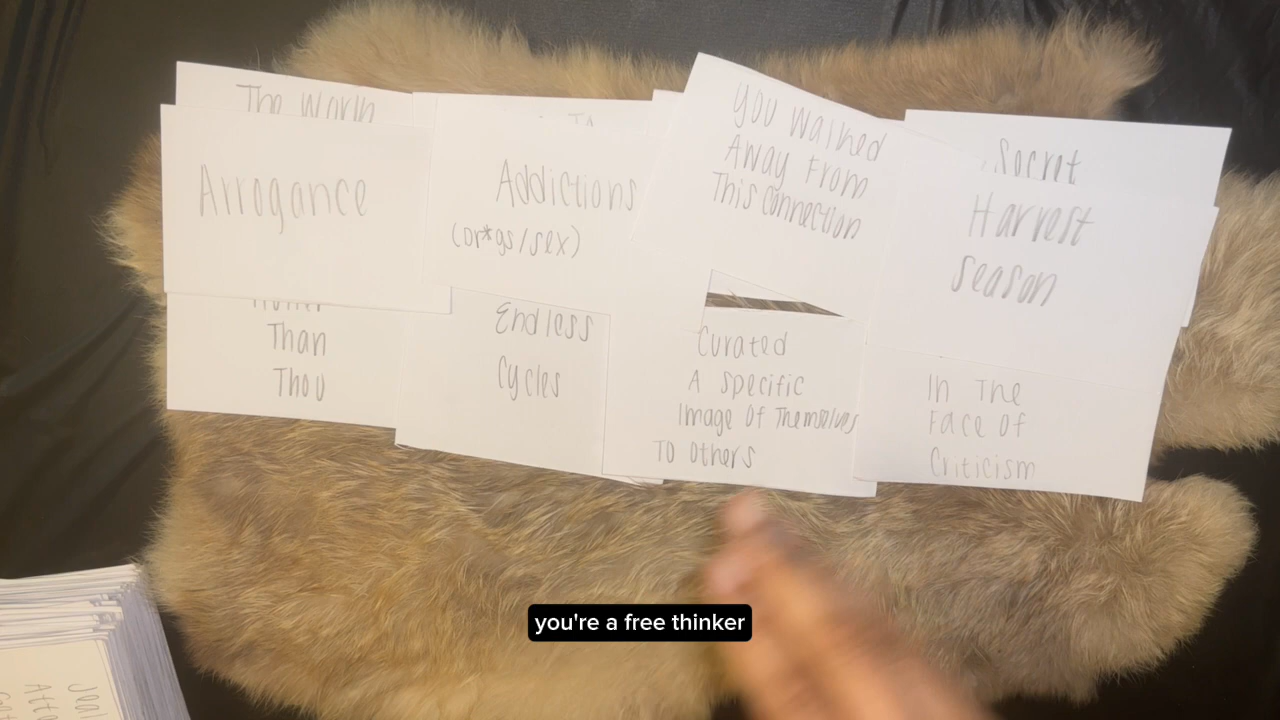 The World
Arrogance
Than
Thou
Addictions
(dr*gs/sex)
Endless
Cycles
You Walked
Away From
This Connection
Curated
A Specific
Image Of Themselves
To Others
Secret
Harvest
Season
In The
Face Of
Criticism
you're a free thinker